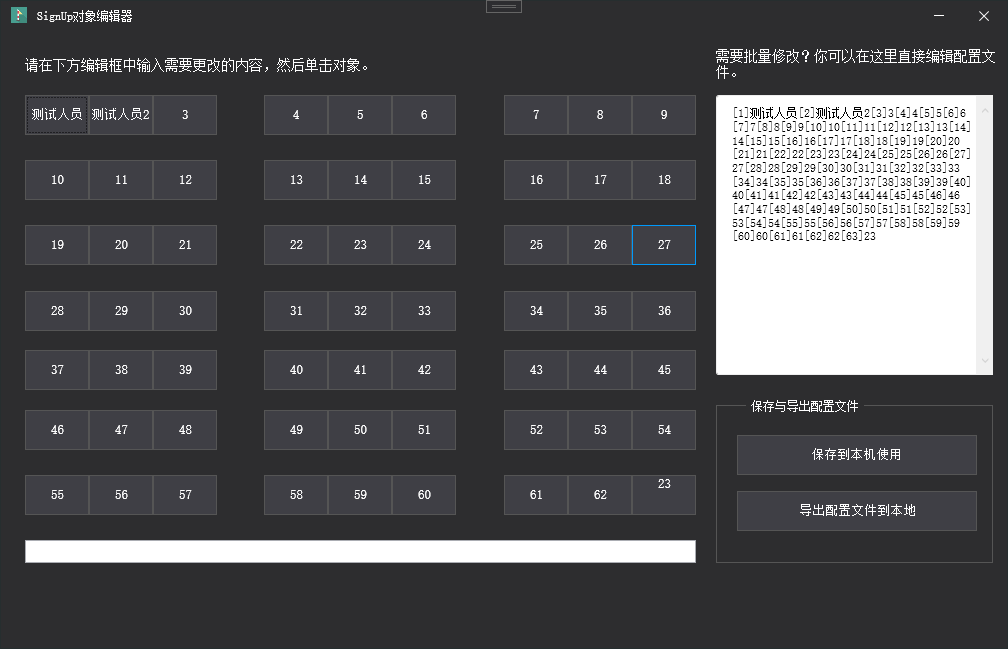 SignUp对象编辑器
请在下方编辑框中输入需要更改的内容，然后单击对象。
测试人员 测试人员2 3 4 5 6 7 8 9
10 11 12 13 14 15 16 17 18
19 20 21 22 23 24 25 26 27
28 29 30 31 32 33 34 35 36
37 38 39 40 41 42 43 44 45
46 47 48 49 50 51 52 53 54
55 56 57 58 59 60 61 62 23
需要批量修改？你可以在这里直接编辑配置文
件。
[1]测试人员[2]测试人员2[3]3[4]4[5]5[6]6
[7]7[8]8[9]9[10]10[11]11[12]12[13]13[14]
14[15]15[16]16[17]17[18]18[19]19[20]20
[21]21[22]22[23]23[24]24[25]25[26]26[27]
27[28]28[29]29[30]30[31]31[32]32[33]33
[34]34[35]35[36]36[37]37[38]38[39]39[40]
40[41]41[42]42[43]43[44]44[45]45[46]46
[47]47[48]48[49]49[50]50[51]51[52]52[53]
53[54]54[55]55[56]56[57]57[58]58[59]59
[60]60[61]61[62]62[63]23
保存与导出配置文件
保存到本机使用
导出配置文件到本地